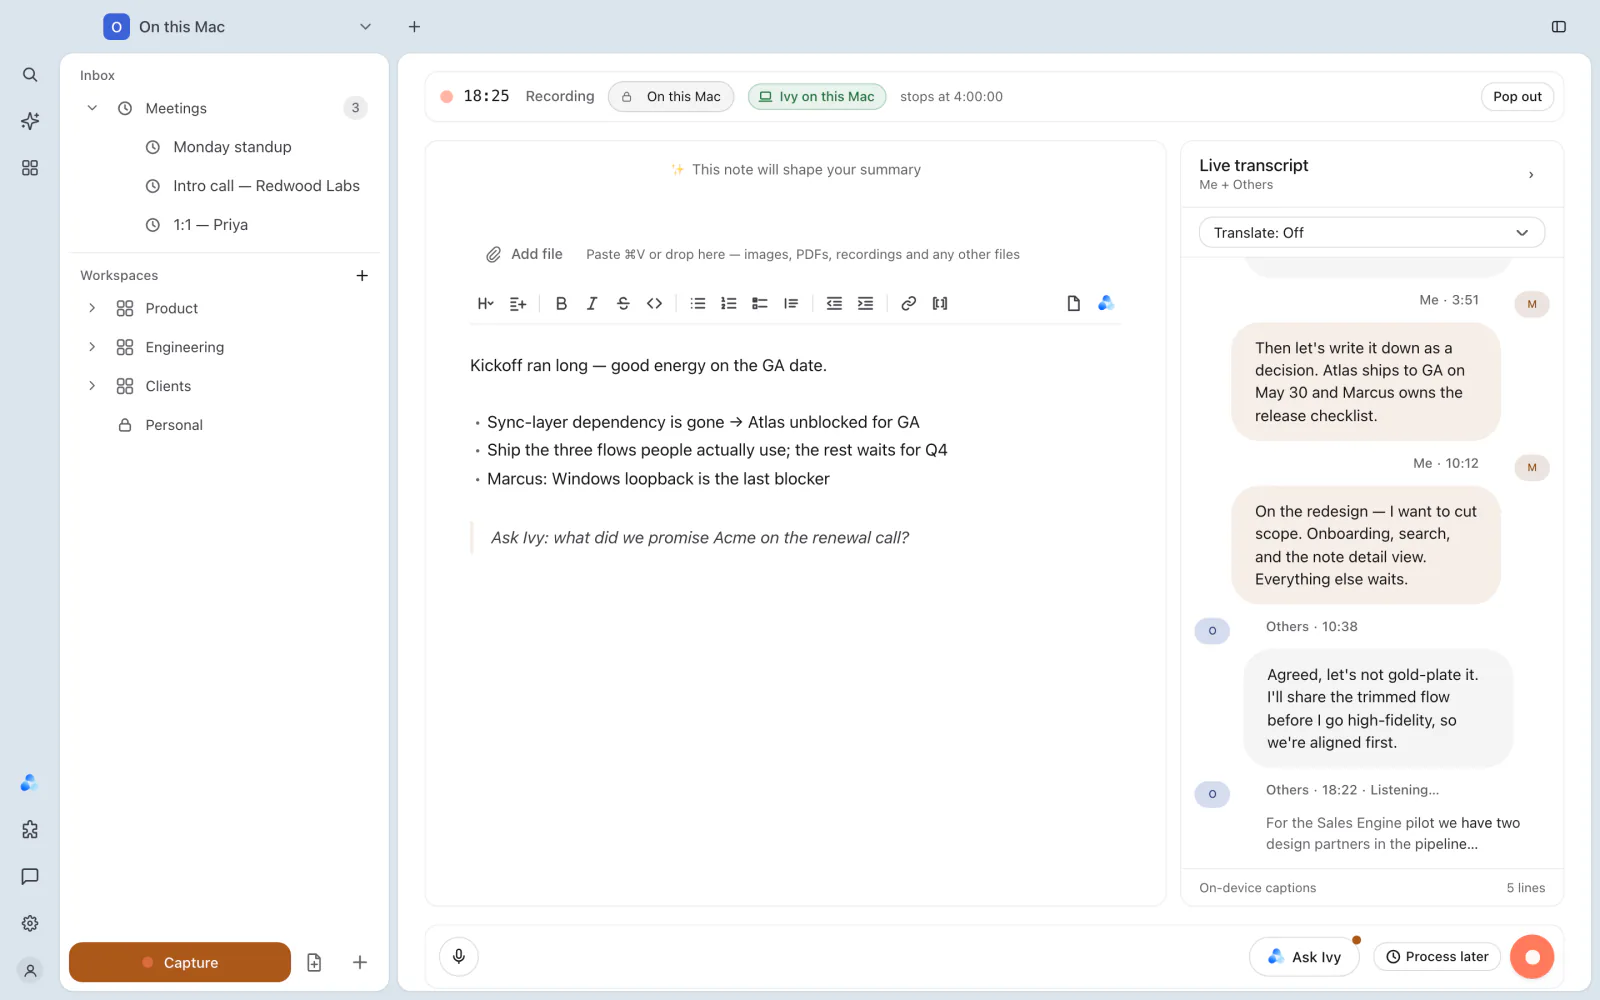 O On this Mac
Inbox
Meetings 3
Monday standup
Intro call — Redwood Labs
1:1 — Priya
Workspaces
Product
Engineering
Clients
Personal
Capture
18:25 Recording On this Mac Ivy on this Mac stops at 4:00:00 Pop out
✨ This note will shape your summary
Add file Paste ⌘V or drop here — images, PDFs, recordings and any other files
Kickoff ran long — good energy on the GA date.
• Sync-layer dependency is gone → Atlas unblocked for GA
• Ship the three flows people actually use; the rest waits for Q4
• Marcus: Windows loopback is the last blocker
Ask Ivy: what did we promise Acme on the renewal call?
Live transcript
Me + Others
Translate: Off
Me · 3:51 M
Then let's write it down as a
decision. Atlas ships to GA on
May 30 and Marcus owns the
release checklist.
Me · 10:12 M
On the redesign — I want to cut
scope. Onboarding, search,
and the note detail view.
Everything else waits.
O Others · 10:38
Agreed, let's not gold-plate it.
I'll share the trimmed flow
before I go high-fidelity, so
we're aligned first.
O Others · 18:22 · Listening...
For the Sales Engine pilot we have two
design partners in the pipeline...
On-device captions 5 lines
Ask Ivy Process later